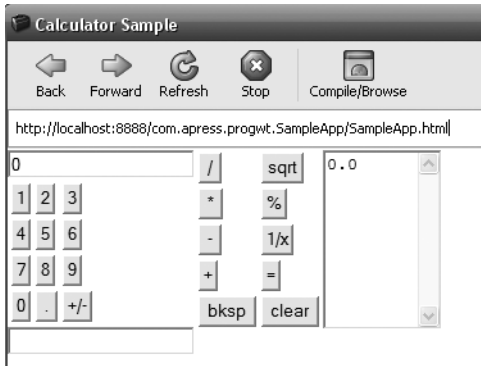 Calculator Sample
Back Forward Refresh Stop Compile/Browse
http://localhost:8888/com.apress.progwt.SampleApp/SampleApp.html
0 / sqrt 0.0
1 2 3 * %
4 5 6 - 1/x
7 8 9 + =
0 . +/- bksp clear